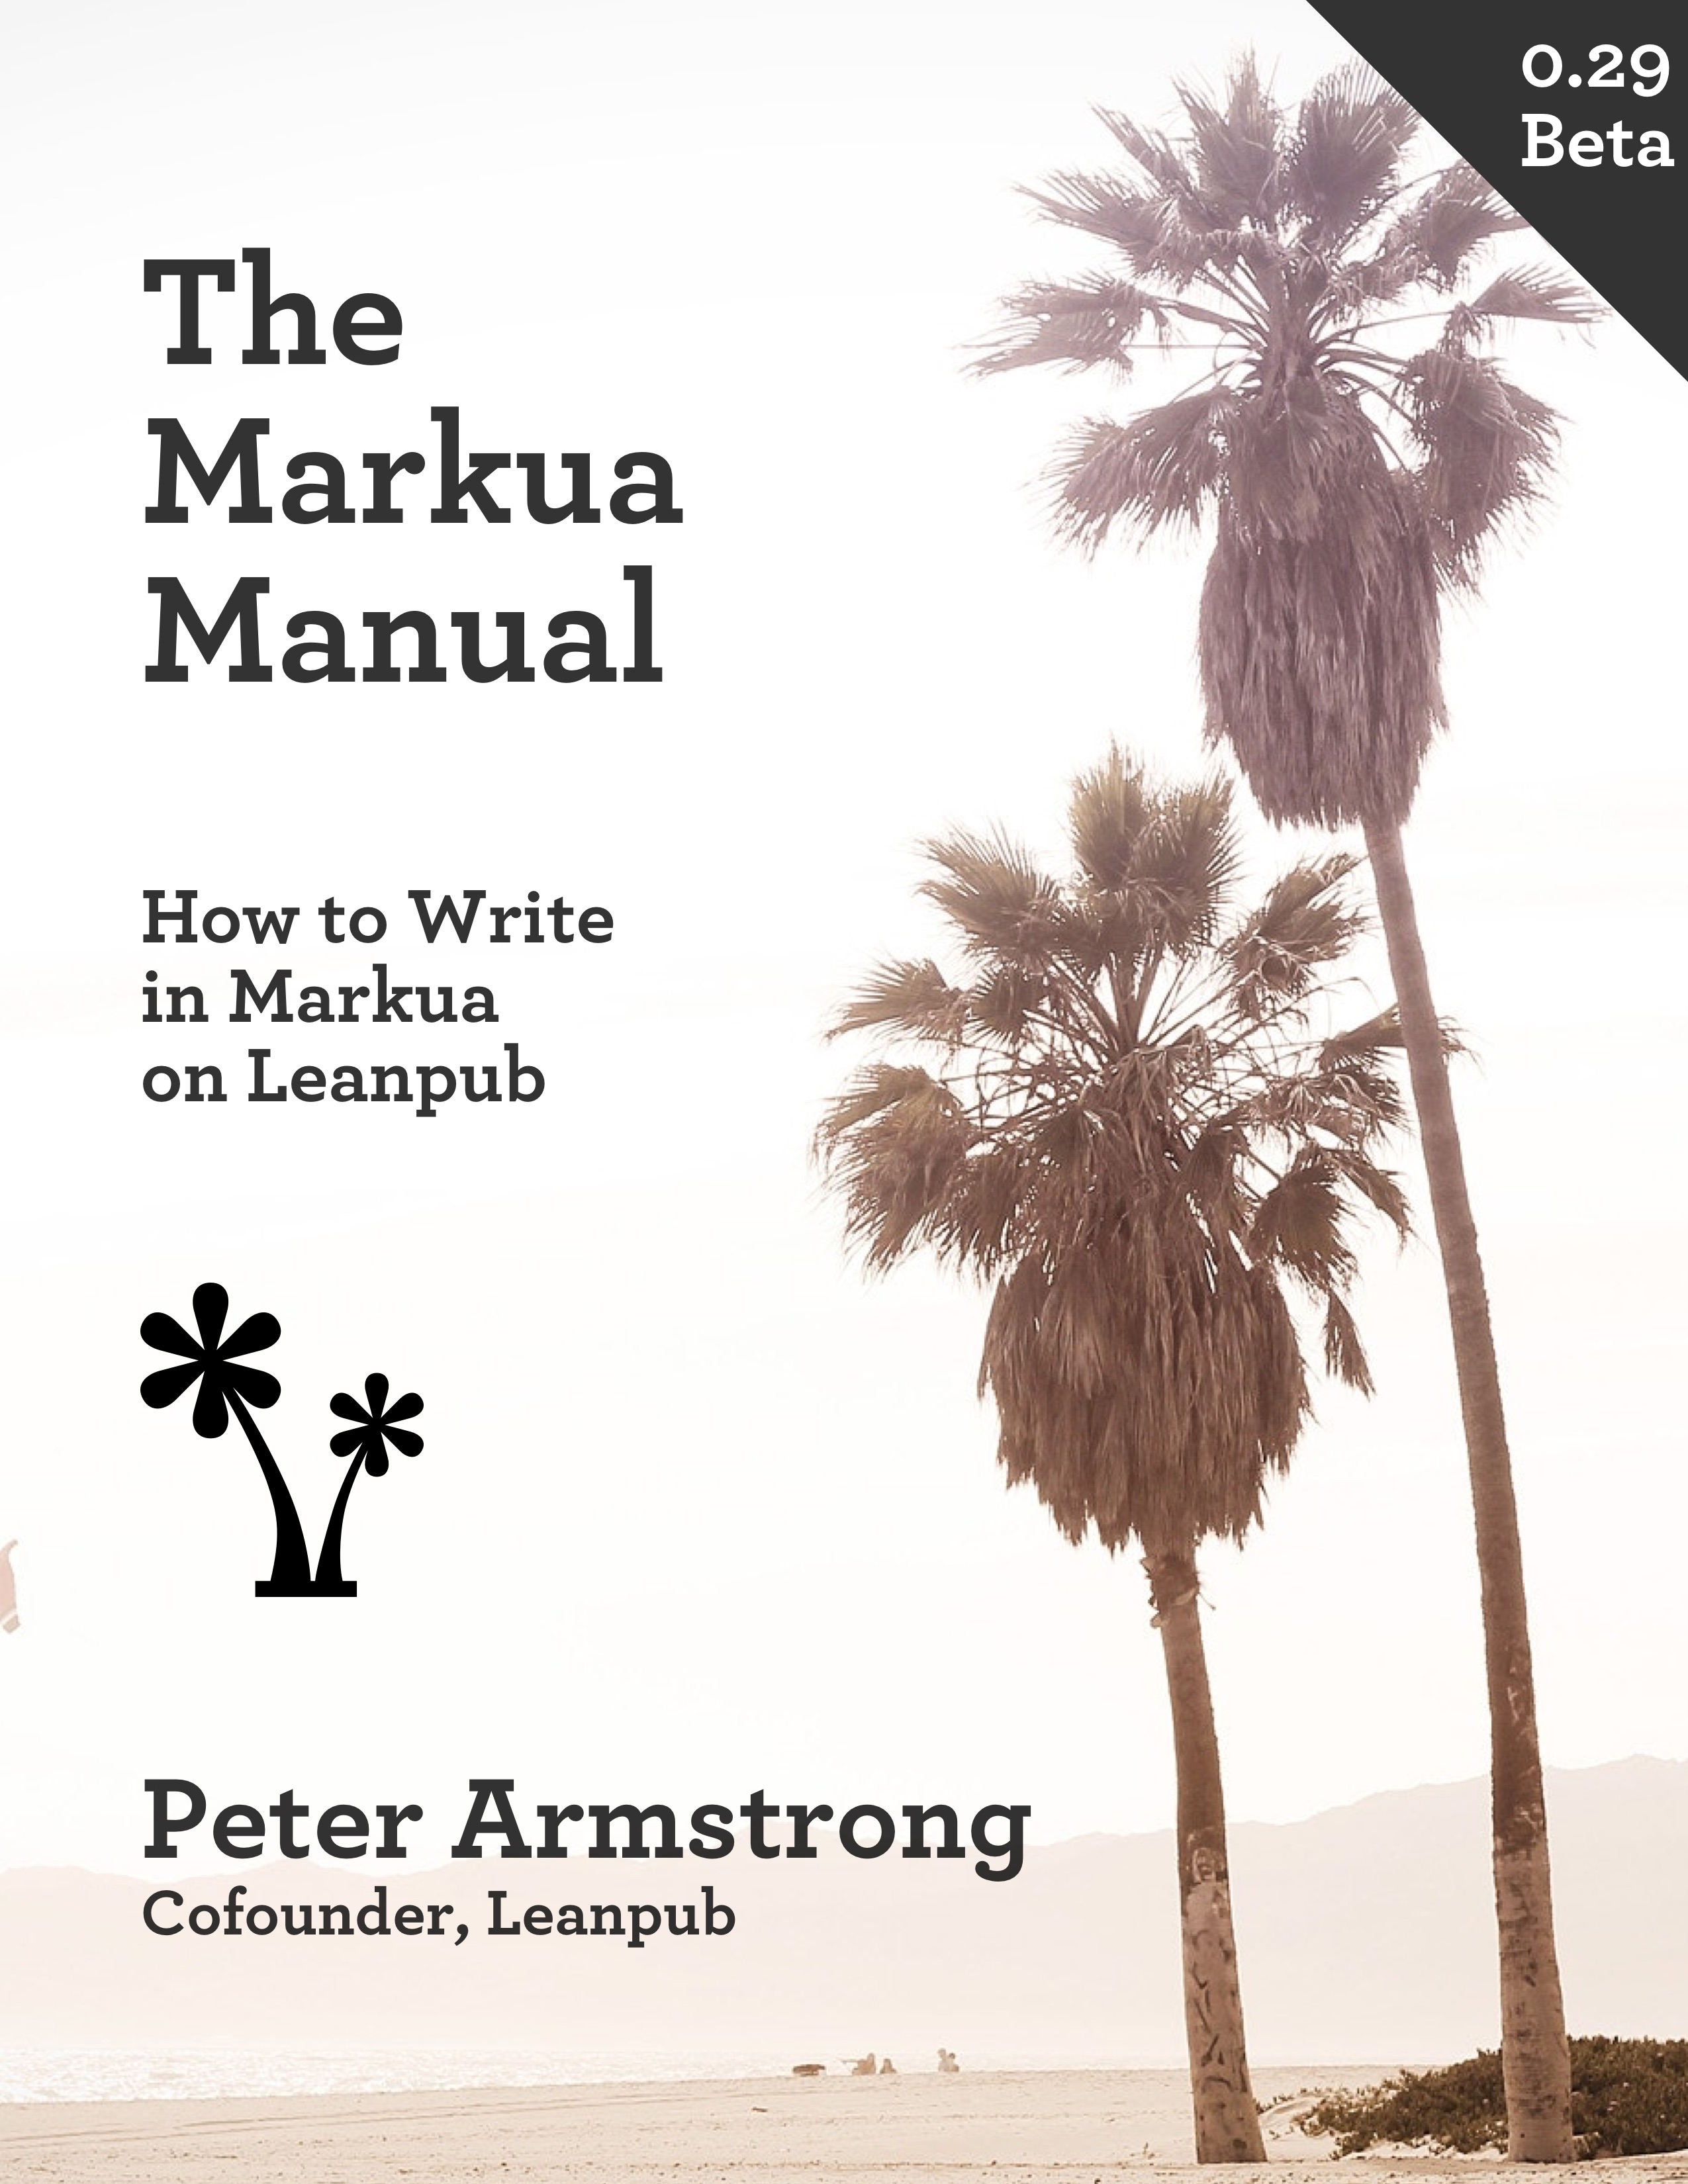 0.29
Beta
The
Markua
Manual
How to Write
in Markua
on Leanpub
Peter Armstrong
Cofounder, Leanpub